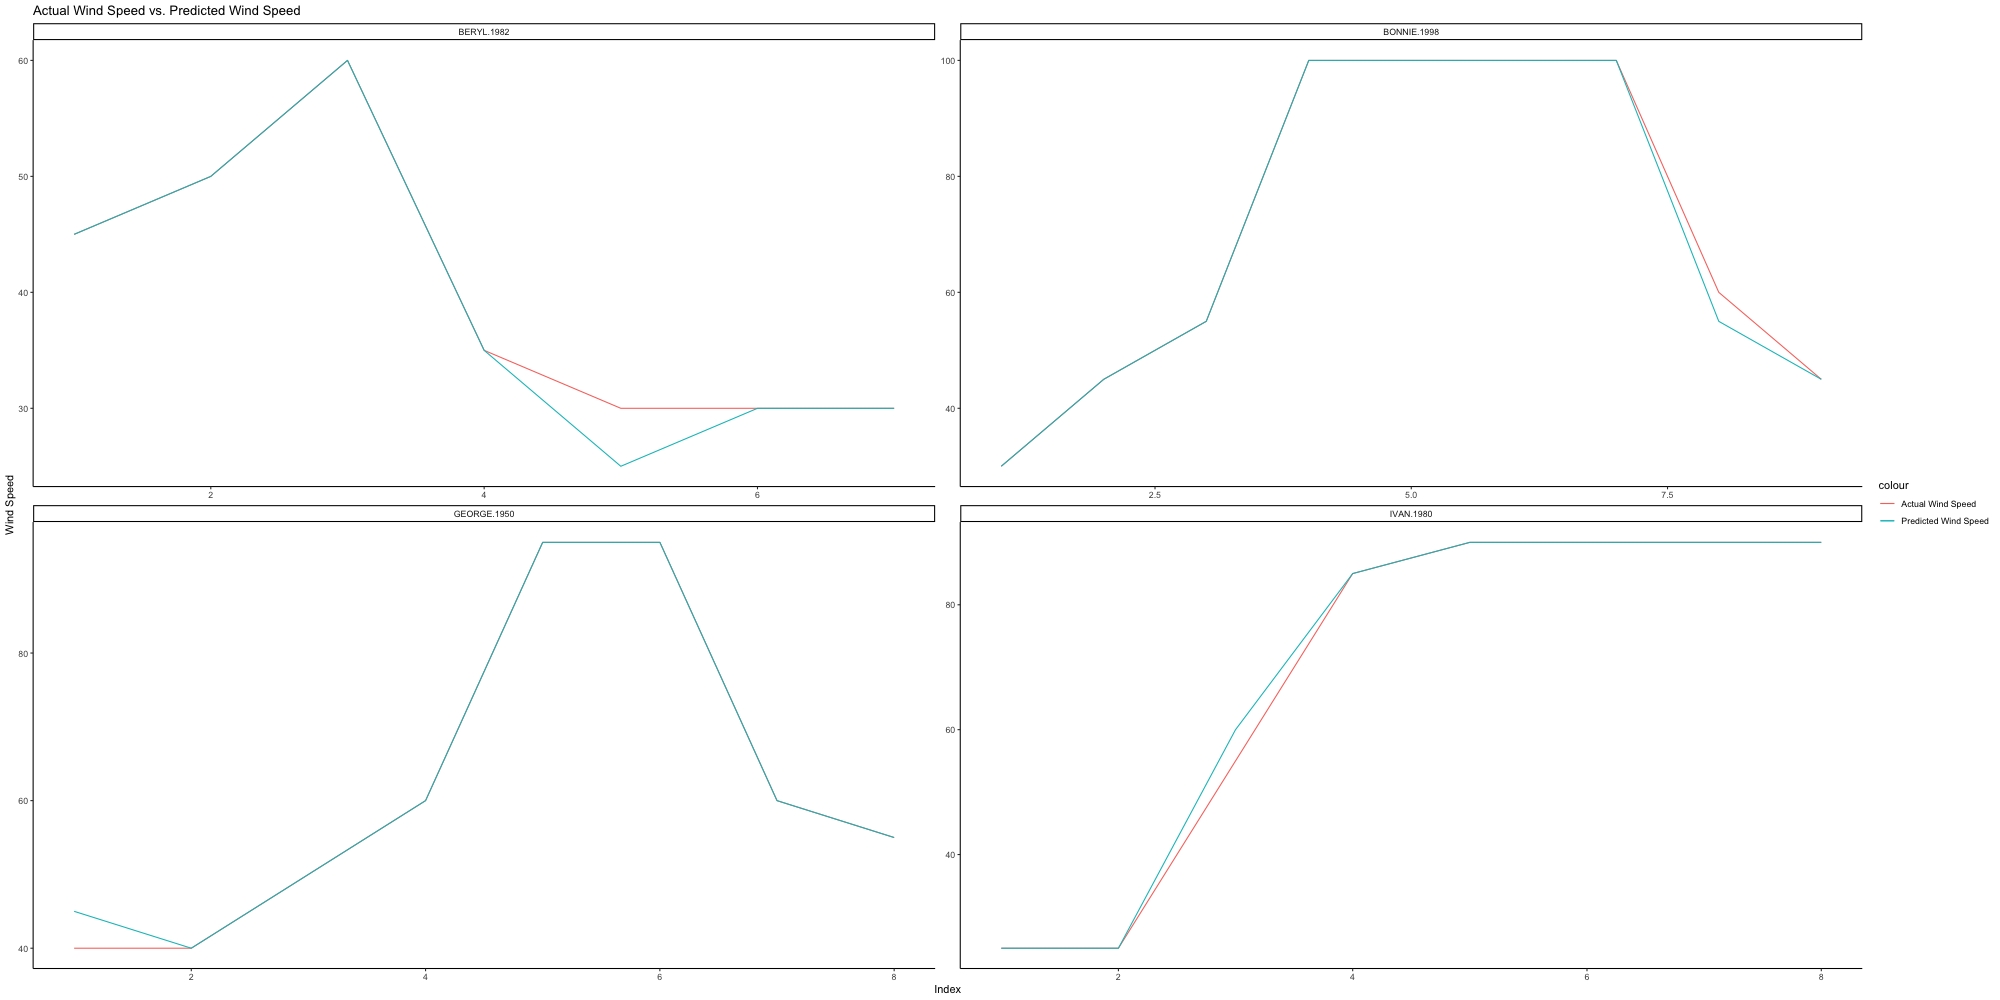 Actual Wind Speed vs. Predicted Wind Speed
BERYL.1982
60
50
40
30
2
4
6
BONNIE.1998
100
80
60
40
2.5
5.0
7.5
Wind Speed
GEORGE.1950
80
60
40
2
4
6
8
IVAN.1980
80
60
40
2
4
6
8
Index
colour
Actual Wind Speed
Predicted Wind Speed